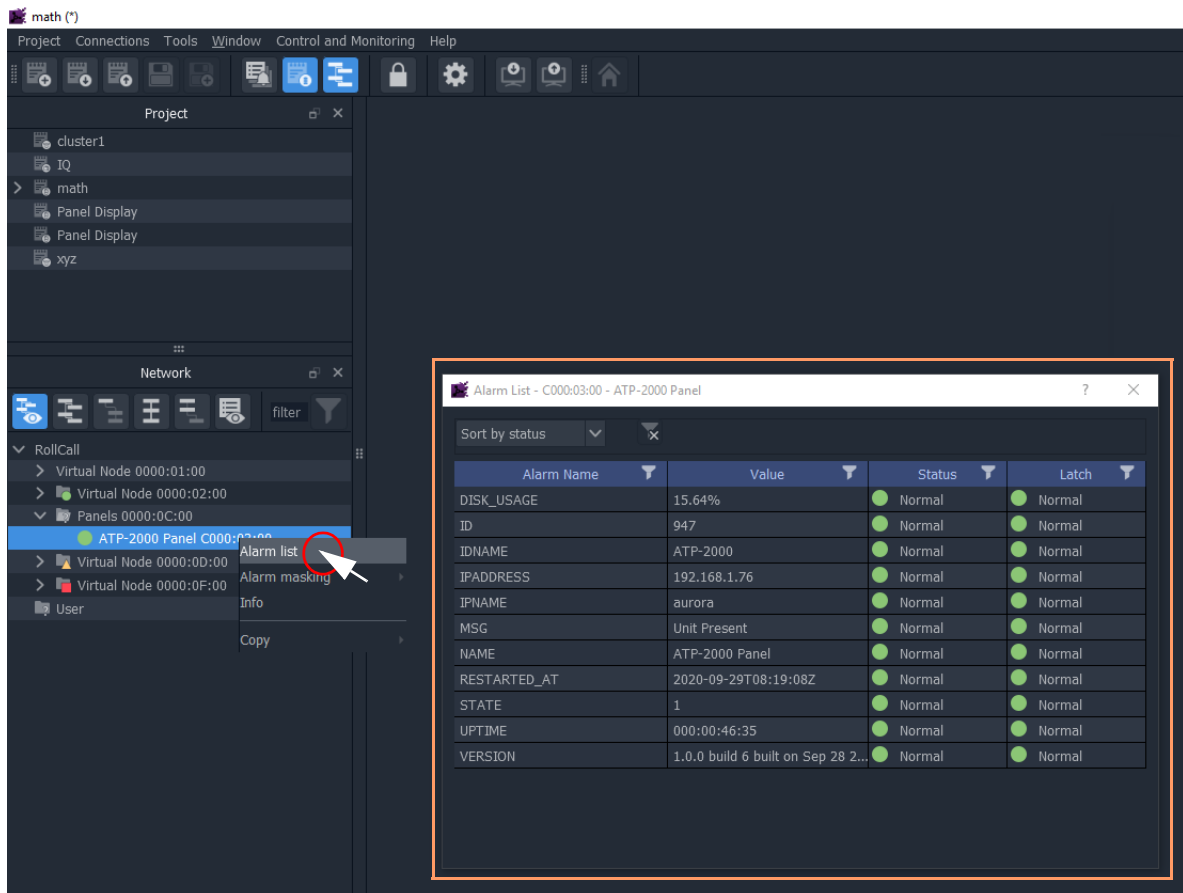 math (*)
Project Connections Tools Window Control and Monitoring Help
Project
cluster1
IQ
math
Panel Display
Panel Display
xyz
Network
filter
RollCall
Virtual Node 0000:01:00
Virtual Node 0000:02:00
Panels 0000:0C:00
ATP-2000 Panel C000:03:00
Virtual Node 0000:0D:00
Virtual Node 0000:0F:00
User
Alarm list
Alarm masking
Info
Copy
Alarm List - C000:03:00 - ATP-2000 Panel
Sort by status
Alarm Name Value Status Latch
DISK_USAGE 15.64% Normal Normal
ID 947 Normal Normal
IDNAME ATP-2000 Normal Normal
IPADDRESS 192.168.1.76 Normal Normal
IPNAME aurora Normal Normal
MSG Unit Present Normal Normal
NAME ATP-2000 Panel Normal Normal
RESTARTED_AT 2020-09-29T08:19:08Z Normal Normal
STATE 1 Normal Normal
UPTIME 000:00:46:35 Normal Normal
VERSION 1.0.0 build 6 built on Sep 28 2... Normal Normal